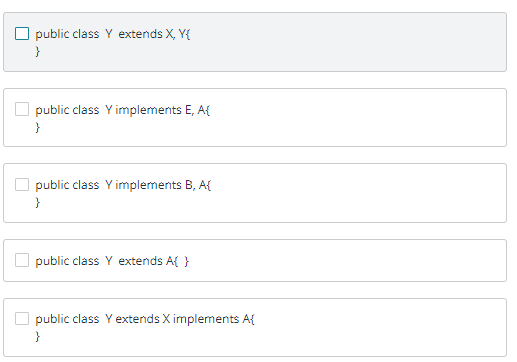 public class Y extends X, Y{
}
public class Y implements E, A{
}
public class Y implements B, A{
}
public class Y extends A{ }
public class Y extends X implements A{
}